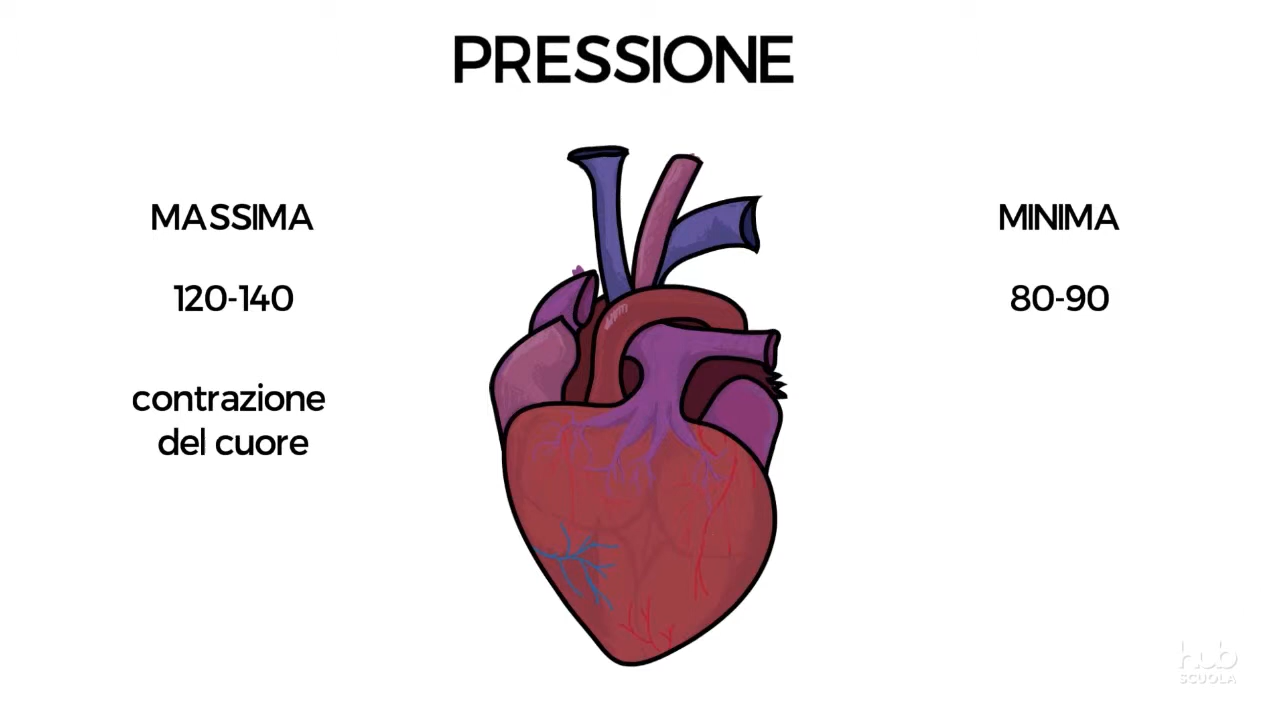 PRESSIONE
MASSIMA
120-140
contrazione
del cuore
MINIMA
80-90
hub
SCUOLA